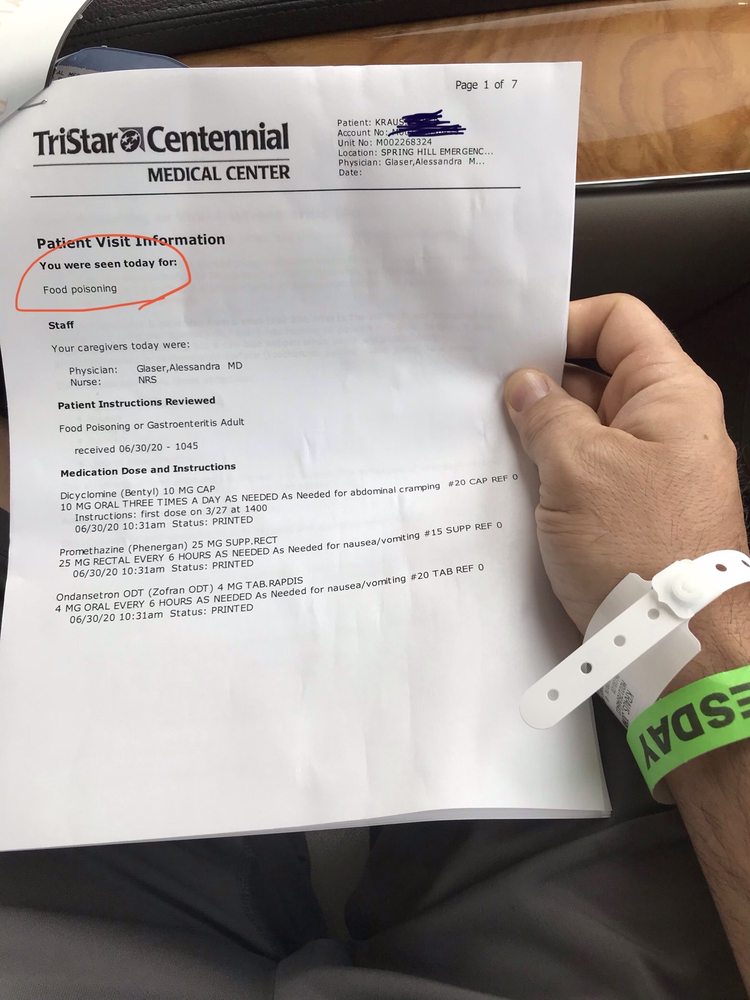 Page 1 of 7
TriStar Centennial
MEDICAL CENTER
Patient: KRAUS
Account No:
Unit No: M002268324
Location: SPRING HILL EMERGENC...
Physician: Glaser,Alessandra M...
Date:
Patient Visit Information
You were seen today for:
Food poisoning
Staff
Your caregivers today were:
Physician: Glaser,Alessandra MD
Nurse: NRS
Patient Instructions Reviewed
Food Poisoning or Gastroenteritis Adult
received 06/30/20 - 1045
Medication Dose and Instructions
Dicyclomine (Bentyl) 10 MG CAP
10 MG ORAL THREE TIMES A DAY AS NEEDED As Needed for abdominal cramping #20 CAP REF 0
Instructions: first dose on 3/27 at 1400
06/30/20 10:31am Status: PRINTED
Promethazine (Phenergan) 25 MG SUPP.RECT
25 MG RECTAL EVERY 6 HOURS AS NEEDED As Needed for nausea/vomiting #15 SUPP REF 0
06/30/20 10:31am Status: PRINTED
Ondansetron ODT (Zofran ODT) 4 MG TAB.RAPDIS
4 MG ORAL EVERY 6 HOURS AS NEEDED As Needed for nausea/vomiting #20 TAB REF 0
06/30/20 10:31am Status: PRINTED
KRAUS
ESDAY